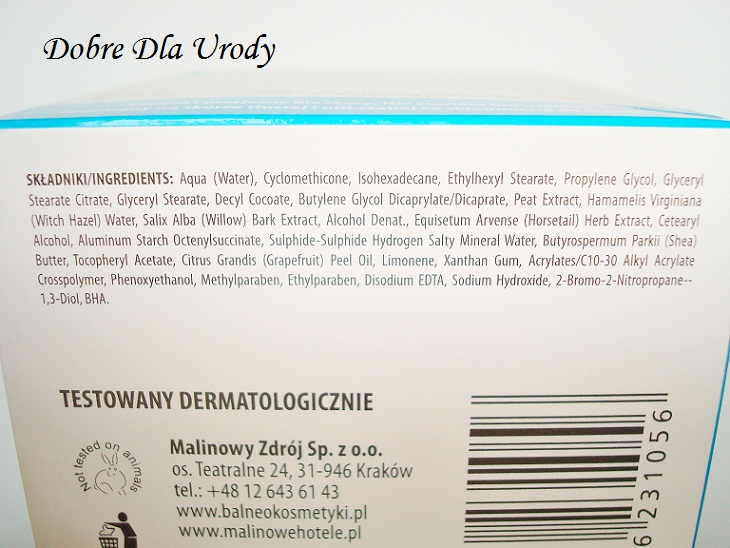 Dobre Dla Urody
SKŁADNIKI/INGREDIENTS: Aqua (Water), Cyclomethicone, Isohexadecane, Ethylhexyl Stearate, Propylene Glycol, Glyceryl
Stearate Citrate, Glyceryl Stearate, Decyl Cocoate, Butylene Glycol Dicaprylate/Dicaprate, Peat Extract, Hamamelis Virginiana
(Witch Hazel) Water, Salix Alba (Willow) Bark Extract, Alcohol Denat., Equisetum Arvense (Horsetail) Herb Extract, Cetearyl
Alcohol, Aluminum Starch Octenylsuccinate, Sulphide-Sulphide Hydrogen Salty Mineral Water, Butyrospermum Parkii (Shea)
Butter, Tocopheryl Acetate, Citrus Grandis (Grapefruit) Peel Oil, Limonene, Xanthan Gum, Acrylates/C10-30 Alkyl Acrylate
Crosspolymer, Phenoxyethanol, Methylparaben, Ethylparaben, Disodium EDTA, Sodium Hydroxide, 2-Bromo-2-Nitropropane--
1,3-Diol, BHA.
TESTOWANY DERMATOLOGICZNIE
Not tested on animals
Malinowy Zdrój Sp. z o.o.
os. Teatralne 24, 31-946 Kraków
tel.: +48 12 643 61 43
www.balneokosmetyki.pl
www.malinowehotele.pl
6 231056